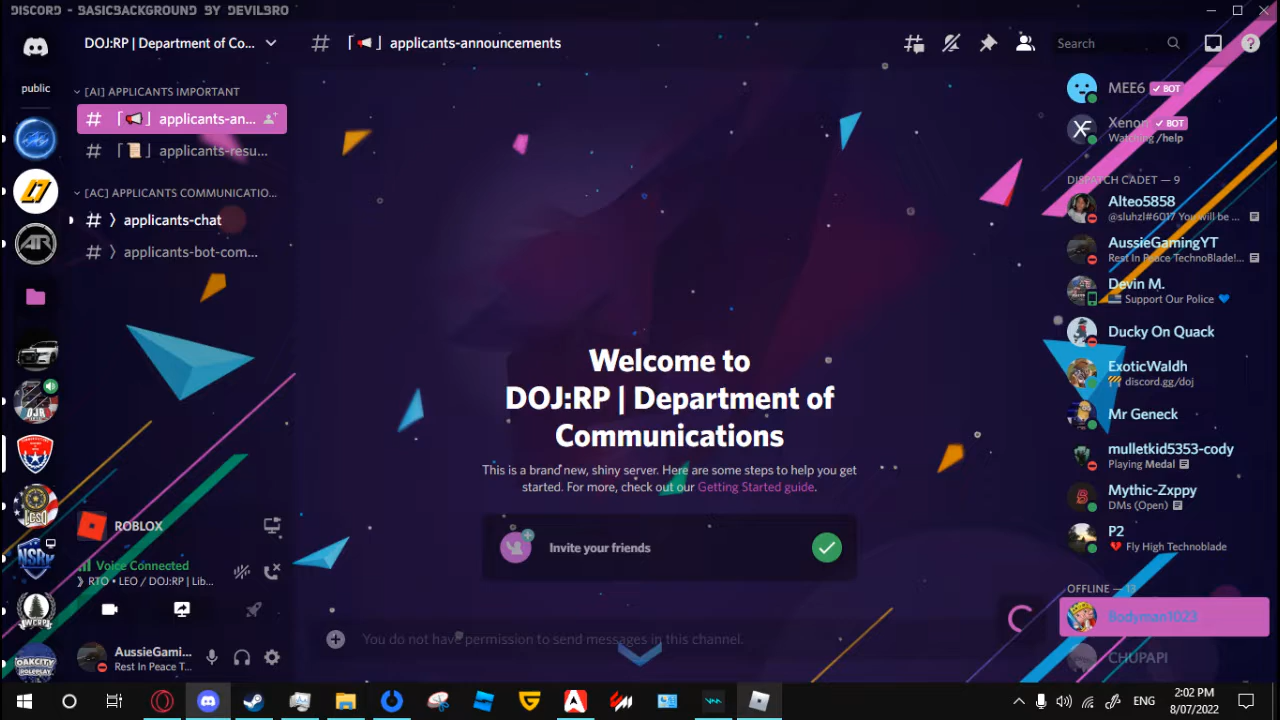 DISCORD - BASICBACKGROUND BY DEVILBRO
public
DOJ:RP | Department of Co...
[AI] APPLICANTS IMPORTANT
applicants-an...
applicants-resu...
[AC] APPLICANTS COMMUNICATIO...
applicants-chat
applicants-bot-com...
ROBLOX
Voice Connected
RTO • LEO / DOJ:RP | Lib...
AussieGami...
Rest In Peace T...
applicants-announcements
Search
Welcome to
DOJ:RP | Department of
Communications
This is a brand new, shiny server. Here are some steps to help you get
started. For more, check out our Getting Started guide.
Invite your friends
You do not have permission to send messages in this channel.
MEE6 BOT
Xenon BOT
Watching /help
DISPATCH CADET — 9
Alteo5858
@sluhzl#6017 You will be ...
AussieGamingYT
Rest In Peace TechnoBlade!...
Devin M.
Support Our Police
Ducky On Quack
ExoticWaldh
discord.gg/doj
Mr Geneck
mulletkid5353-cody
Playing Medal
Mythic-Zxppy
DMs (Open)
P2
Fly High Technoblade
OFFLINE — 13
Bodyman1023
CHUPAPI
ENG
2:02 PM
8/07/2022